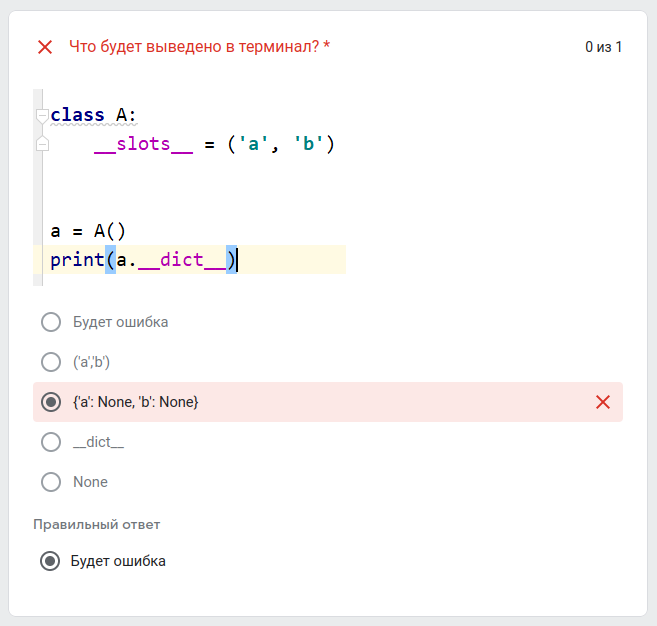 Что будет выведено в терминал? *
0 из 1
class A:
    __slots__ = ('a', 'b')
a = A()
print(a.__dict__)
Будет ошибка
('a','b')
{'a': None, 'b': None}
__dict__
None
Правильный ответ
Будет ошибка